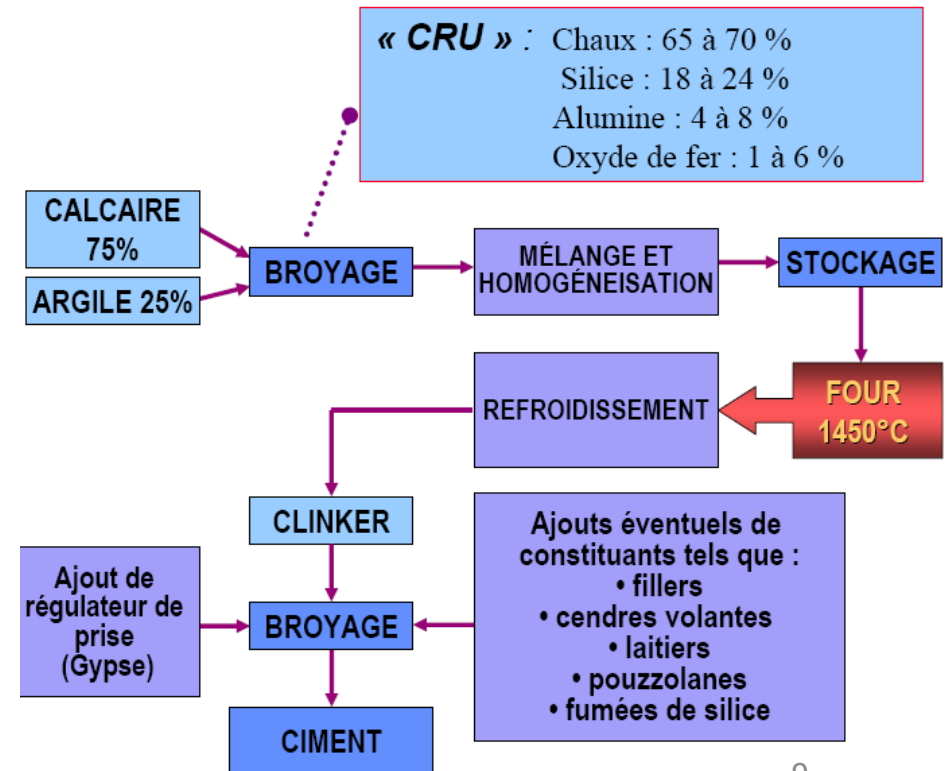 « CRU » : Chaux : 65 à 70 %
Silice : 18 à 24 %
Alumine : 4 à 8 %
Oxyde de fer : 1 à 6 %
CALCAIRE
75%
ARGILE 25%
BROYAGE
MÉLANGE ET
HOMOGÉNEISATION
STOCKAGE
FOUR
1450°C
REFROIDISSEMENT
CLINKER
Ajout de
régulateur de
prise
(Gypse)
BROYAGE
Ajouts éventuels de
constituants tels que :
• fillers
• cendres volantes
• laitiers
• pouzzolanes
• fumées de silice
CIMENT